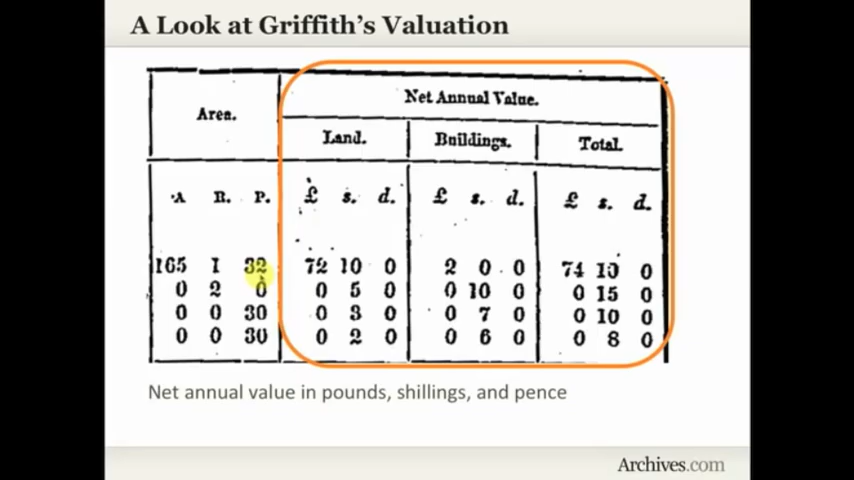 A Look at Griffith's Valuation
Net Annual Value.
Area.
Land. Buildings. Total.
A R. P. £ s. d. £ s. d. £ s. d.
165 1 32 72 10 0 2 0 0 74 10 0
0 2 0 0 5 0 0 10 0 0 15 0
0 0 30 0 3 0 0 7 0 0 10 0
0 0 30 0 2 0 0 6 0 0 8 0
Net annual value in pounds, shillings, and pence
Archives.com